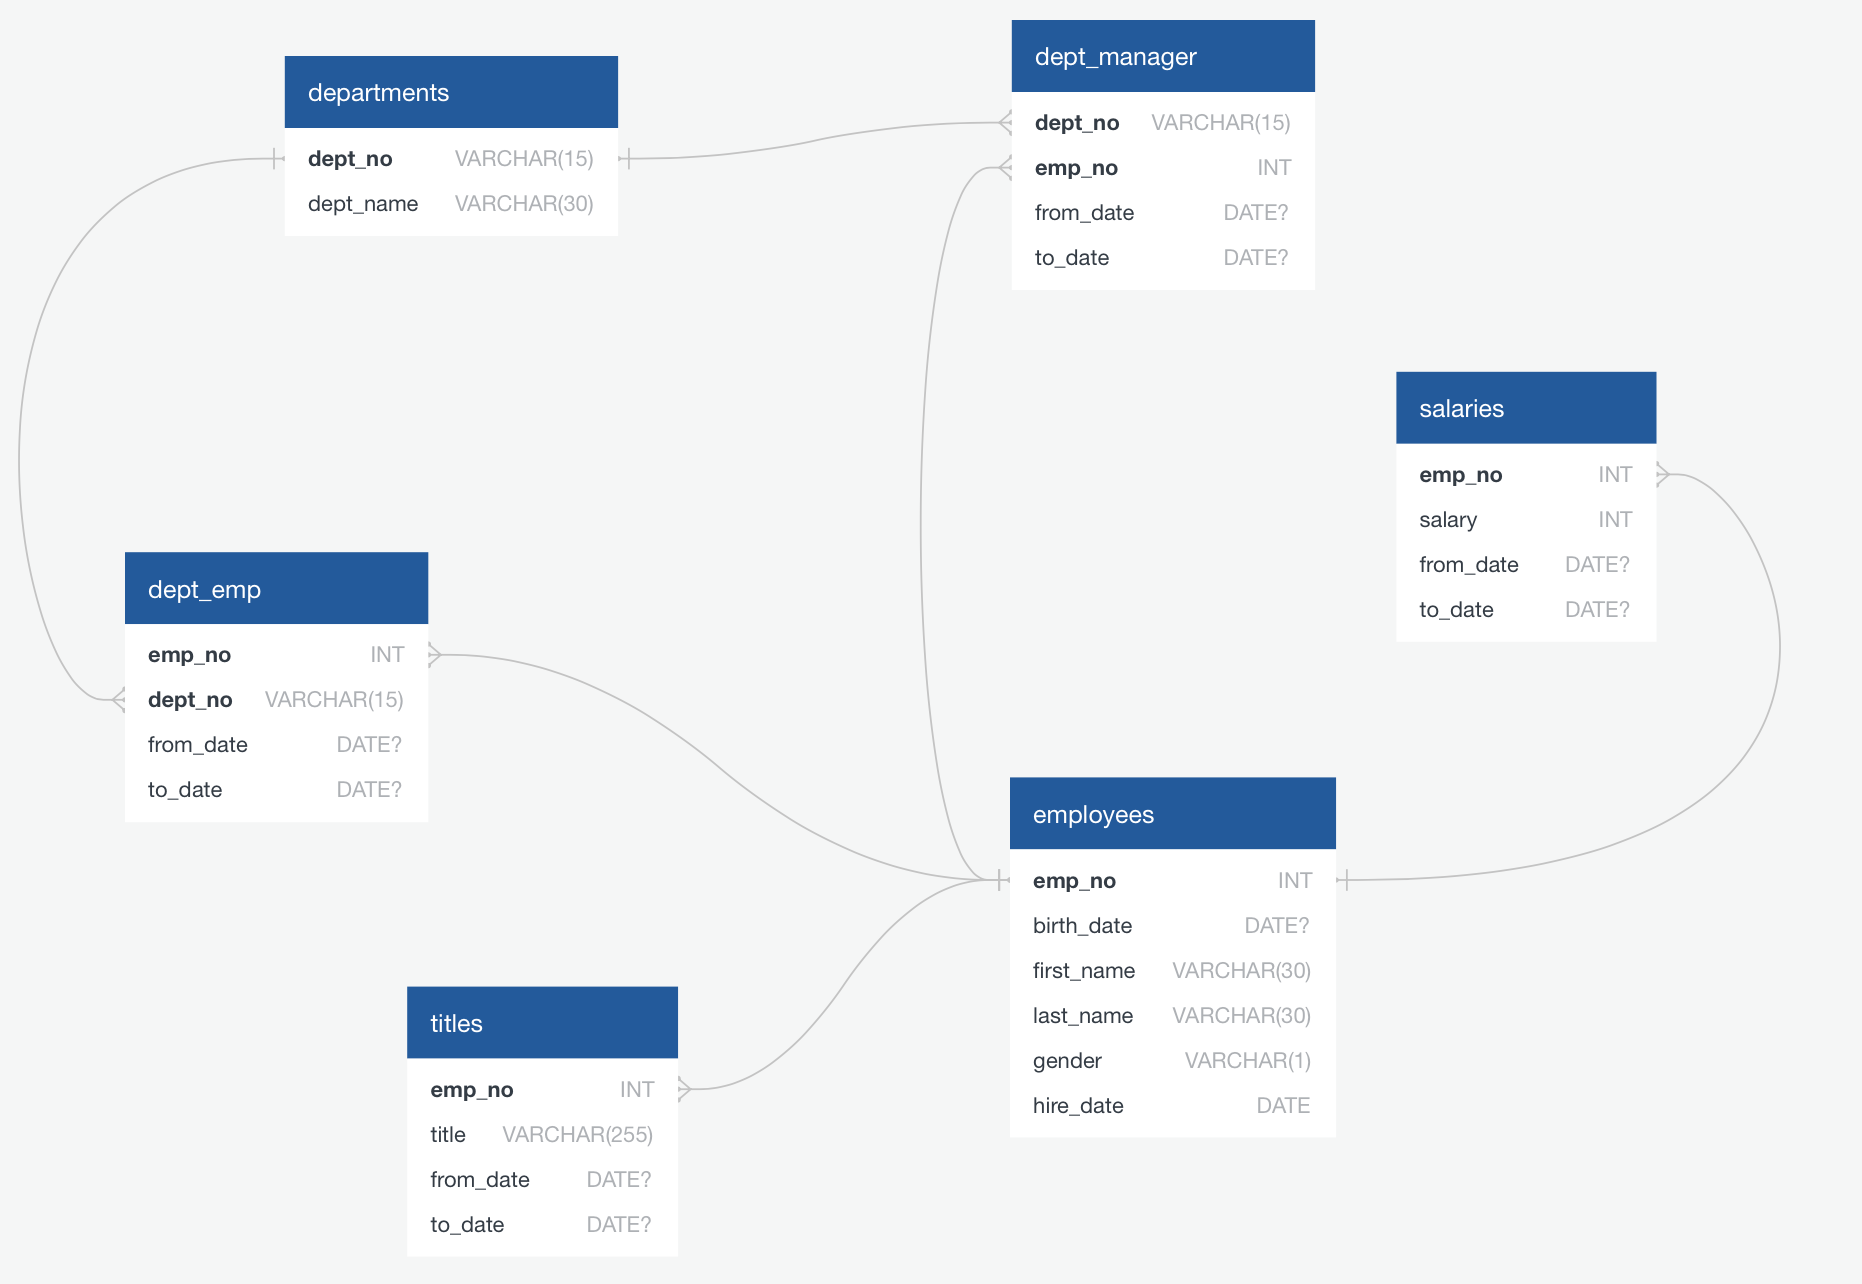 departments
dept_no VARCHAR(15)
dept_name VARCHAR(30)
dept_manager
dept_no VARCHAR(15)
emp_no INT
from_date DATE?
to_date DATE?
salaries
emp_no INT
salary INT
from_date DATE?
to_date DATE?
dept_emp
emp_no INT
dept_no VARCHAR(15)
from_date DATE?
to_date DATE?
employees
emp_no INT
birth_date DATE?
first_name VARCHAR(30)
last_name VARCHAR(30)
gender VARCHAR(1)
hire_date DATE
titles
emp_no INT
title VARCHAR(255)
from_date DATE?
to_date DATE?